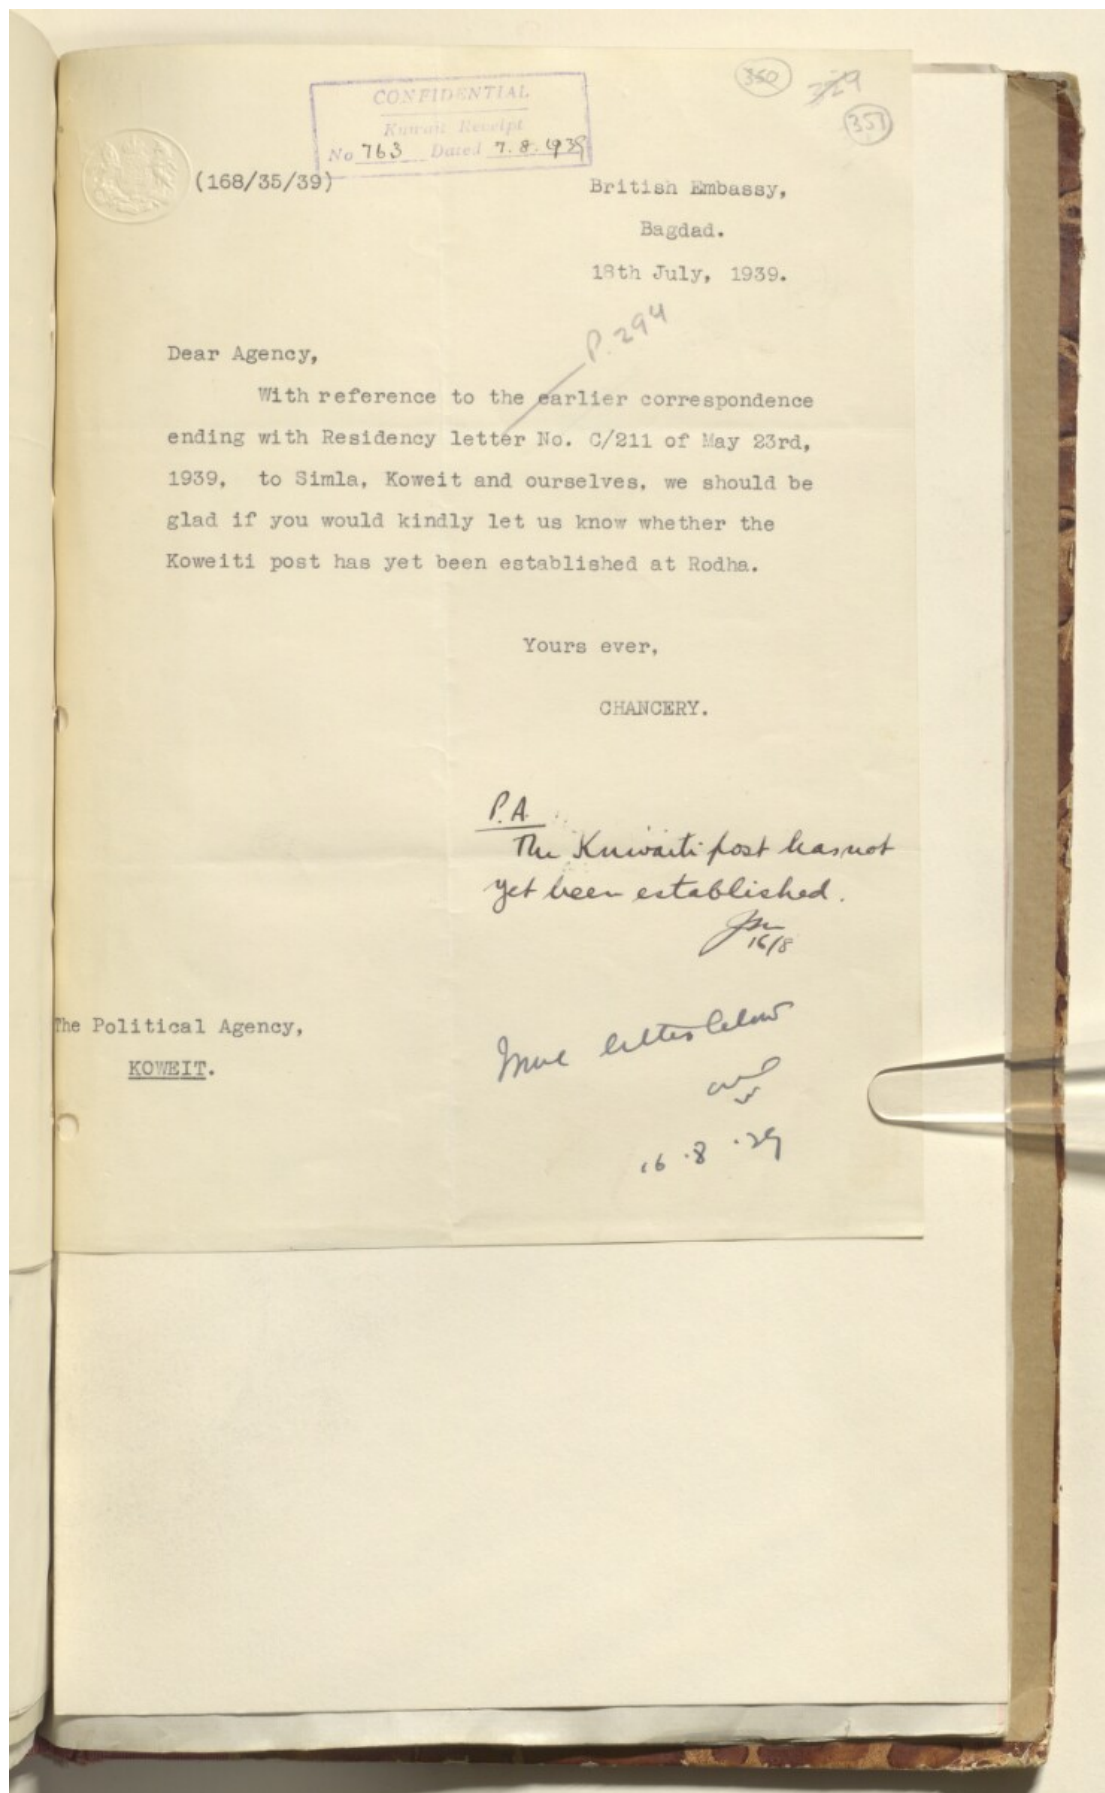 350
329
357
CONFIDENTIAL
Kuwait Receipt
No 763 Dated 7.8.1939
(168/35/39)
British Embassy,
Bagdad.
18th July, 1939.
P. 294
Dear Agency,
With reference to the earlier correspondence
ending with Residency letter No. C/211 of May 23rd,
1939, to Simla, Koweit and ourselves, we should be
glad if you would kindly let us know whether the
Koweiti post has yet been established at Rodha.
Yours ever,
CHANCERY.
P.A.
The Kuwaiti post has not
yet been established.
16/8
The Political Agency,
KOWEIT.
letter below
16.8.39